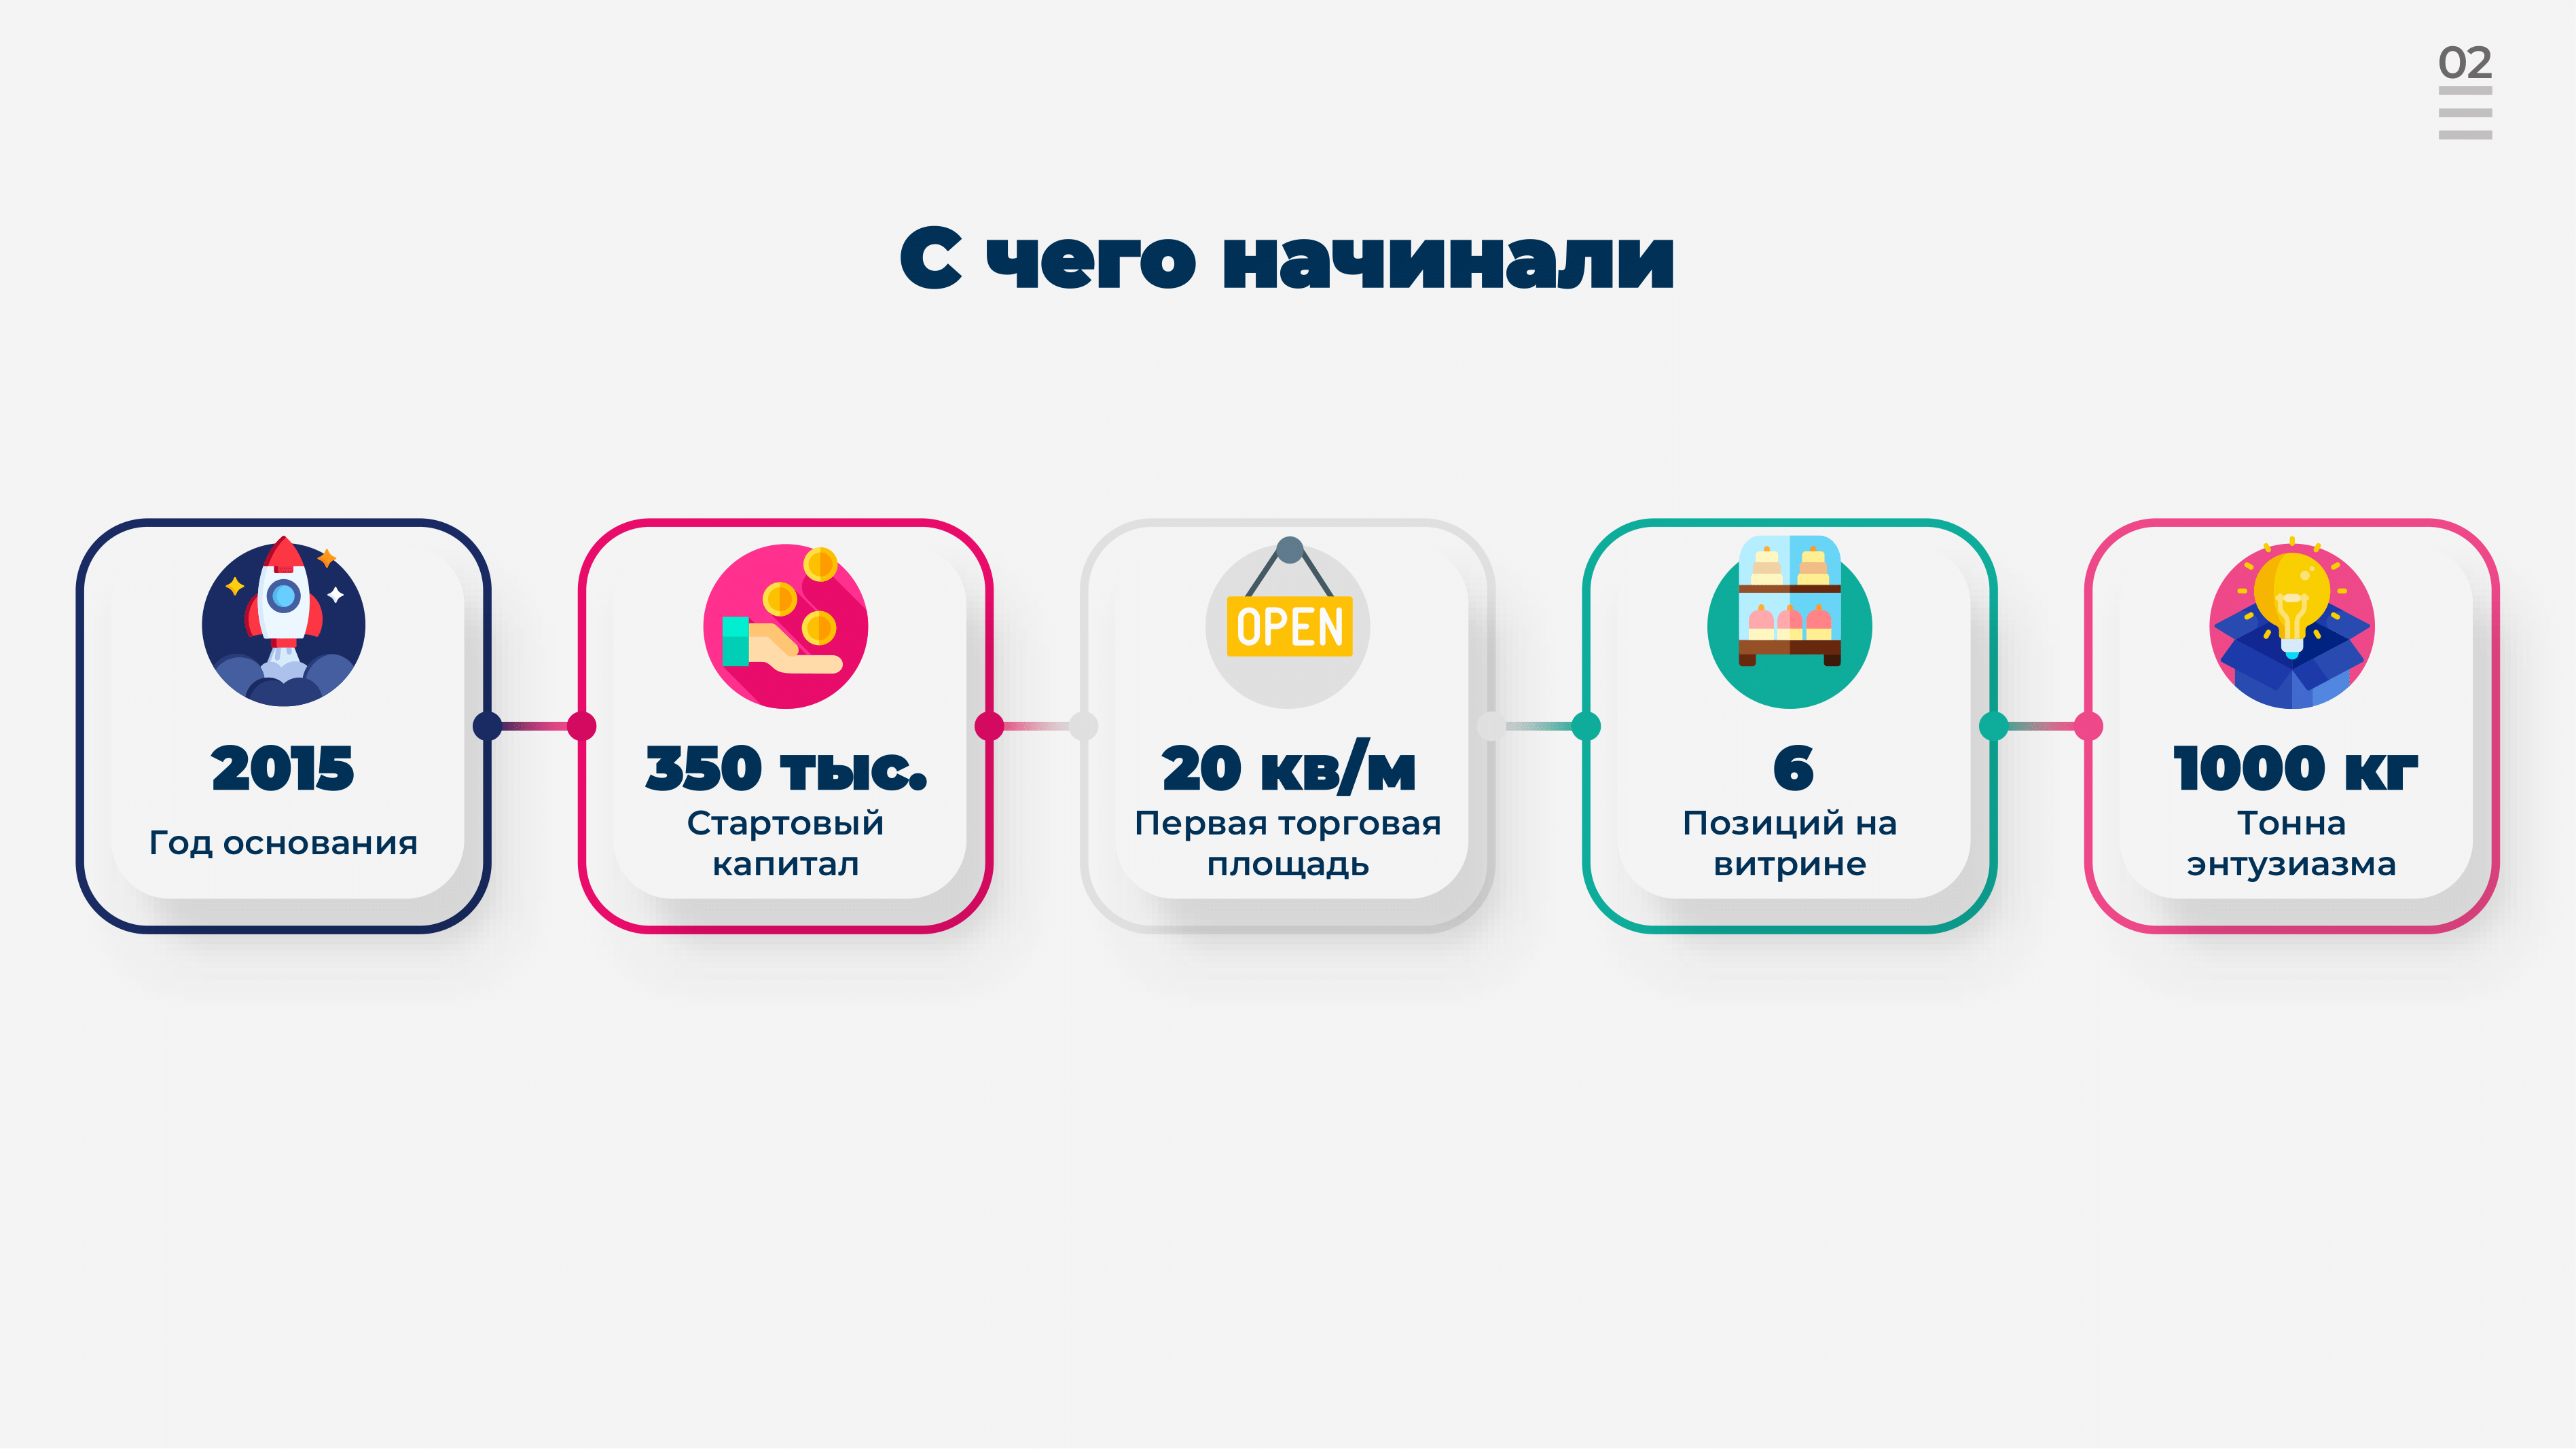 02
С чего начинали
OPEN
2015
Год основания
350 тыс.
Стартовый
капитал
20 кв/м
Первая торговая
площадь
6
Позиций на
витрине
1000 кг
Тонна
энтузиазма